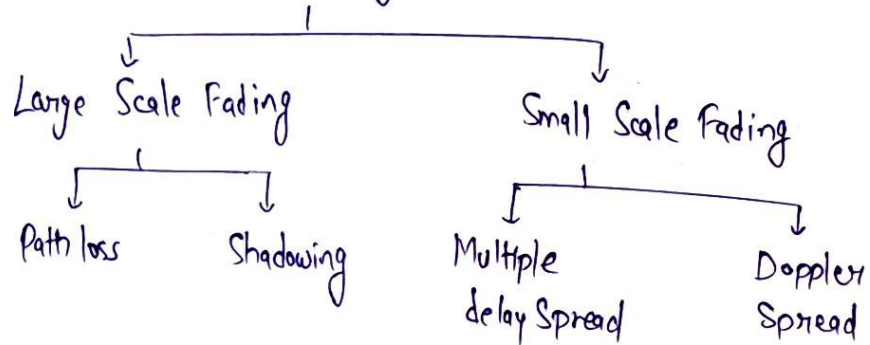 Large Scale Fading
Small Scale Fading
Path loss
Shadowing
Multiple
delay Spread
Doppler
Spread